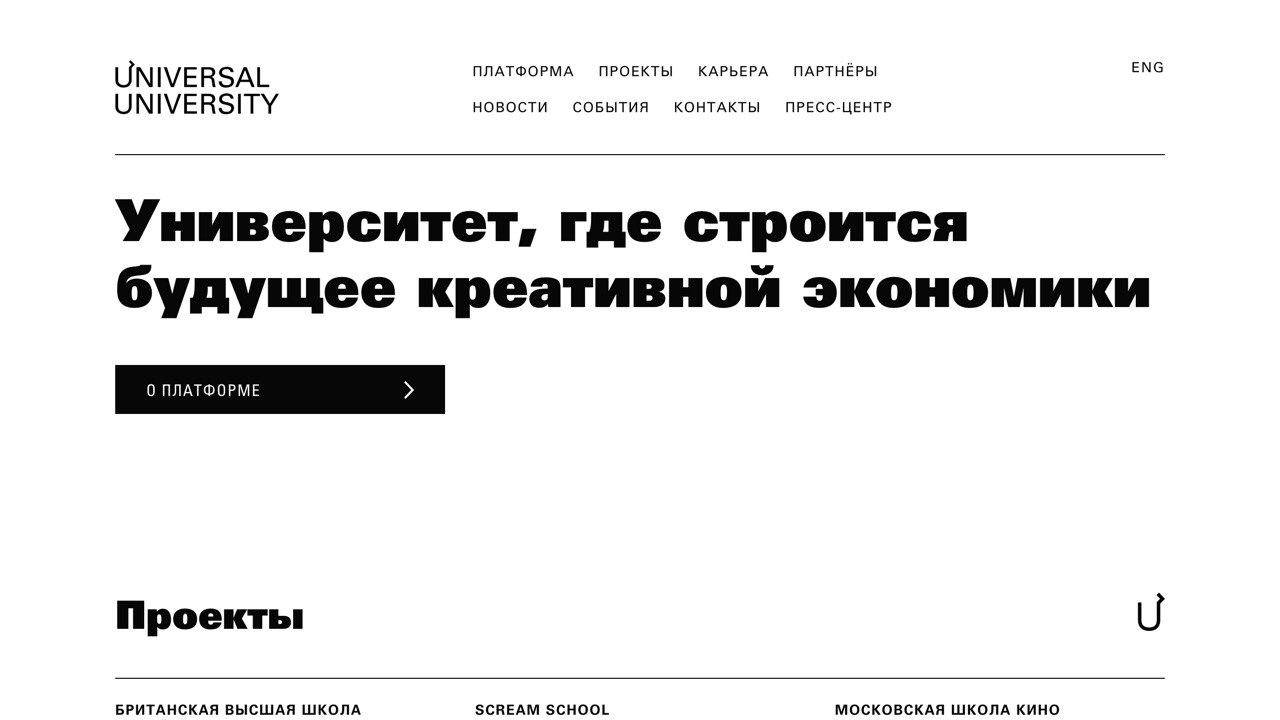 UNIVERSAL
UNIVERSITY
ПЛАТФОРМА ПРОЕКТЫ КАРЬЕРА ПАРТНЁРЫ
НОВОСТИ СОБЫТИЯ КОНТАКТЫ ПРЕСС-ЦЕНТР
ENG
Университет, где строится
будущее креативной экономики
О ПЛАТФОРМЕ
Проекты
U
БРИТАНСКАЯ ВЫСШАЯ ШКОЛА
SCREAM SCHOOL
МОСКОВСКАЯ ШКОЛА КИНО